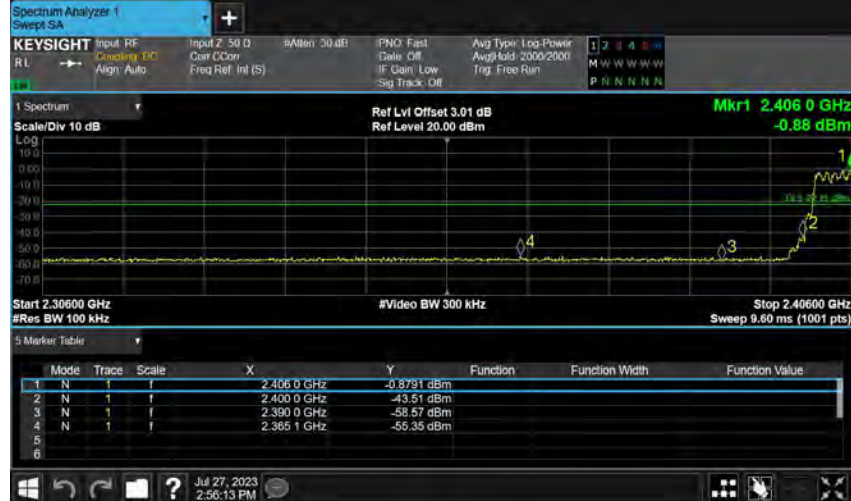 Spectrum Analyzer 1
Swept SA
+
KEYSIGHT Input: RF Input Z: 50 Ω #Atten: 30 dB PNO: Fast Avg Type: Log-Power 1 2 3 4 5 6
RL Coupling: DC Corr CCorr Gate: Off Avg|Hold: 2000/2000 M W W W W W
Align: Auto Freq Ref: Int (S) IF Gain: Low Trig: Free Run
Sig Track: Off P N N N N N
1 Spectrum
Scale/Div 10 dB
Ref Lvl Offset 3.01 dB
Ref Level 20.00 dBm
Mkr1 2.406 0 GHz
-0.88 dBm
Log
10.0
0.00
-10.0
-20.0
-30.0
-40.0
-50.0
-60.0
-70.0
1
2
3
4
Start 2.30600 GHz #Video BW 300 kHz Stop 2.40600 GHz
#Res BW 100 kHz Sweep 9.60 ms (1001 pts)
5 Marker Table
Mode Trace Scale X Y Function Function Width Function Value
1 N 1 f 2.406 0 GHz -0.8791 dBm
2 N 1 f 2.400 0 GHz -43.51 dBm
3 N 1 f 2.390 0 GHz -58.57 dBm
4 N 1 f 2.365 1 GHz -55.35 dBm
5
6
? Jul 27, 2023
2:56:13 PM